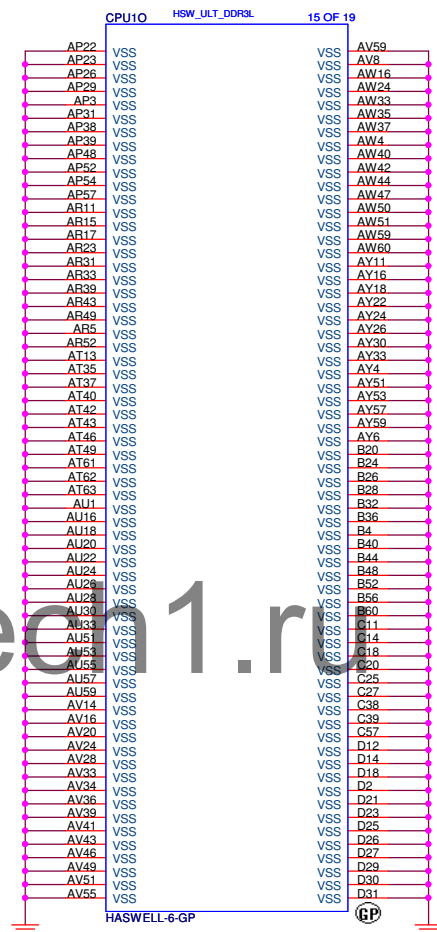 CPU1O HSW_ULT_DDR3L 15 OF 19
AP22 VSS VSS AV59
AP23 VSS VSS AV8
AP26 VSS VSS AW16
AP29 VSS VSS AW24
AP3 VSS VSS AW33
AP31 VSS VSS AW35
AP38 VSS VSS AW37
AP39 VSS VSS AW4
AP48 VSS VSS AW40
AP52 VSS VSS AW42
AP54 VSS VSS AW44
AP57 VSS VSS AW47
AR11 VSS VSS AW50
AR15 VSS VSS AW51
AR17 VSS VSS AW59
AR23 VSS VSS AW60
AR31 VSS VSS AY11
AR33 VSS VSS AY16
AR39 VSS VSS AY18
AR43 VSS VSS AY22
AR49 VSS VSS AY24
AR5 VSS VSS AY26
AR52 VSS VSS AY30
AT13 VSS VSS AY33
AT35 VSS VSS AY4
AT37 VSS VSS AY51
AT40 VSS VSS AY53
AT42 VSS VSS AY57
AT43 VSS VSS AY59
AT46 VSS VSS AY6
AT49 VSS VSS B20
AT61 VSS VSS B24
AT62 VSS VSS B26
AT63 VSS VSS B28
AU1 VSS VSS B32
AU16 VSS VSS B36
AU18 VSS VSS B4
AU20 VSS VSS B40
AU22 VSS VSS B44
AU24 VSS VSS B48
AU26 VSS VSS B52
AU28 VSS VSS B56
AU30 VSS VSS B60
AU33 VSS VSS C11
AU51 VSS VSS C14
AU53 VSS VSS C18
AU55 VSS VSS C20
AU57 VSS VSS C25
AU59 VSS VSS C27
AV14 VSS VSS C38
AV16 VSS VSS C39
AV20 VSS VSS C57
AV24 VSS VSS D12
AV28 VSS VSS D14
AV33 VSS VSS D18
AV34 VSS VSS D2
AV36 VSS VSS D21
AV39 VSS VSS D23
AV41 VSS VSS D25
AV43 VSS VSS D26
AV46 VSS VSS D27
AV49 VSS VSS D29
AV51 VSS VSS D30
AV55 VSS VSS D31
HASWELL-6-GP GP
ech1.ru